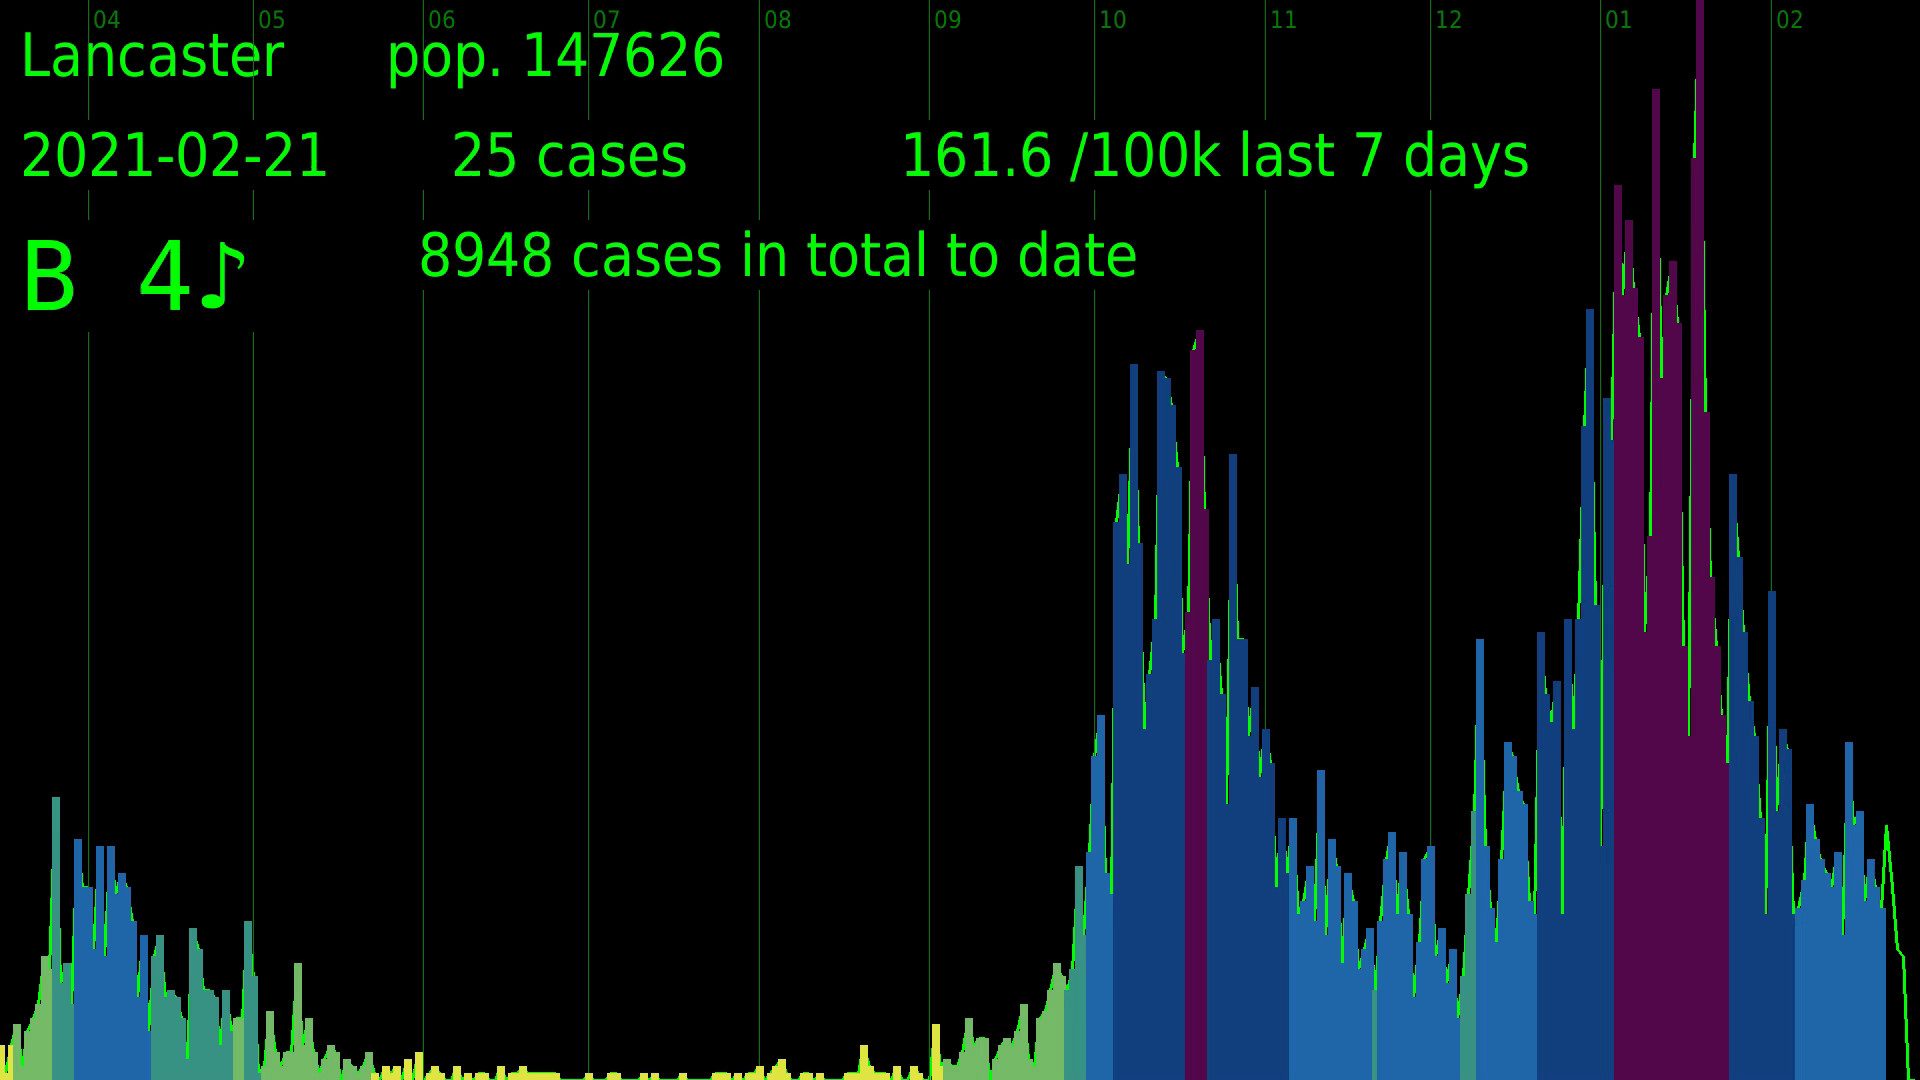 04 05 06 07 08 09 10 11 12 01 02
Lancaster pop. 147626
2021-02-21 25 cases 161.6 /100k last 7 days
B 4♪ 8948 cases in total to date